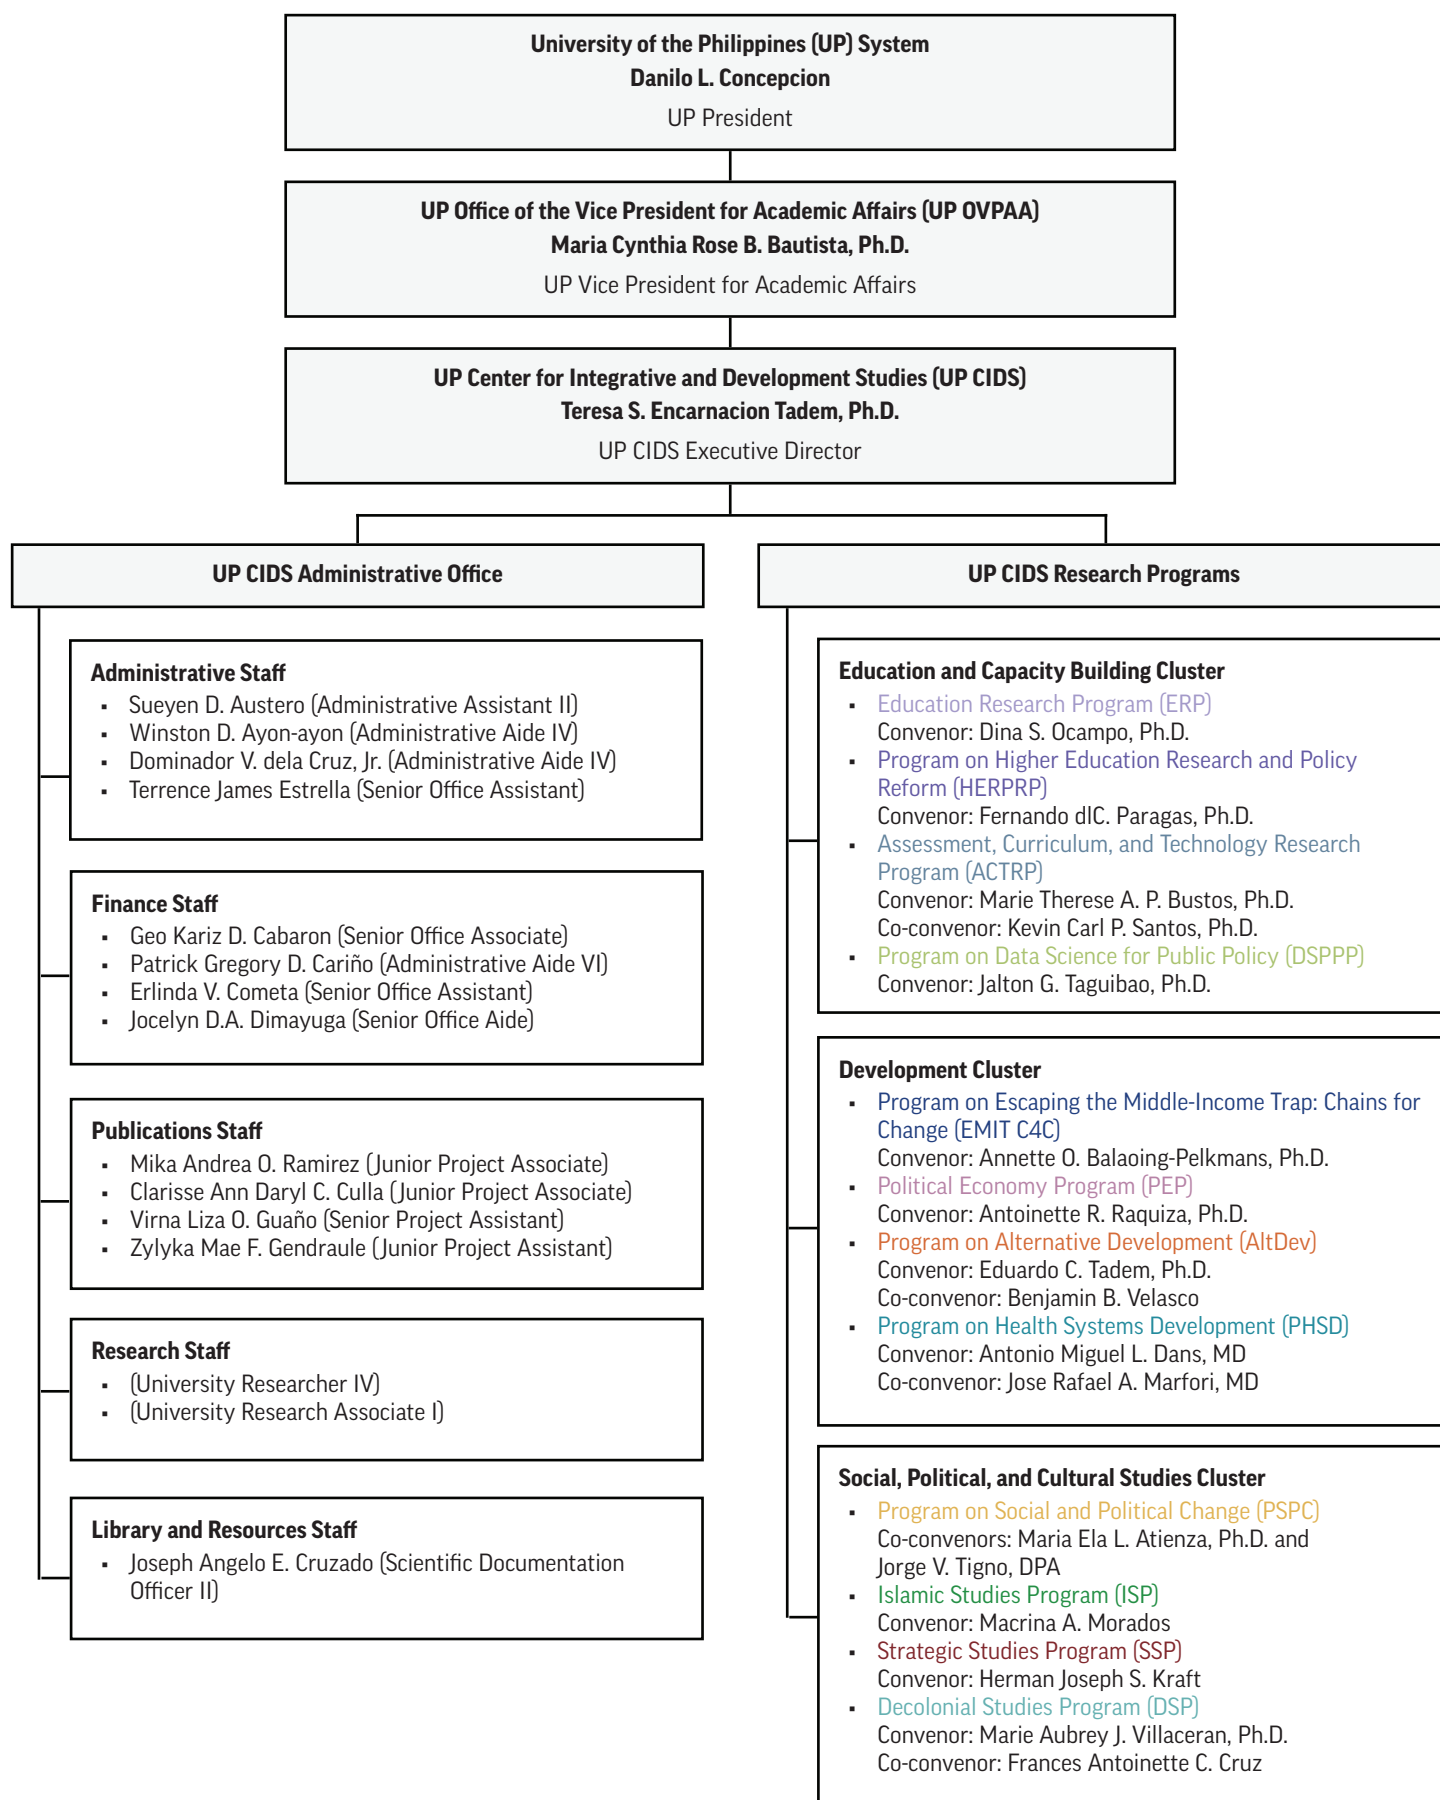 University of the Philippines (UP) System
Danilo L. Concepcion
UP President
UP Office of the Vice President for Academic Affairs (UP OVPAA)
Maria Cynthia Rose B. Bautista, Ph.D.
UP Vice President for Academic Affairs
UP Center for Integrative and Development Studies (UP CIDS)
Teresa S. Encarnacion Tadem, Ph.D.
UP CIDS Executive Director
UP CIDS Administrative Office
Administrative Staff
▪ Sueyen D. Austero (Administrative Assistant II)
▪ Winston D. Ayon-ayon (Administrative Aide IV)
▪ Dominador V. dela Cruz, Jr. (Administrative Aide IV)
▪ Terrence James Estrella (Senior Office Assistant)
Finance Staff
▪ Geo Kariz D. Cabaron (Senior Office Associate)
▪ Patrick Gregory D. Cariño (Administrative Aide VI)
▪ Erlinda V. Cometa (Senior Office Assistant)
▪ Jocelyn D.A. Dimayuga (Senior Office Aide)
Publications Staff
▪ Mika Andrea O. Ramirez (Junior Project Associate)
▪ Clarisse Ann Daryl C. Culla (Junior Project Associate)
▪ Virna Liza O. Guaño (Senior Project Assistant)
▪ Zylyka Mae F. Gendraule (Junior Project Assistant)
Research Staff
▪ (University Researcher IV)
▪ (University Research Associate I)
Library and Resources Staff
▪ Joseph Angelo E. Cruzado (Scientific Documentation
Officer II)
UP CIDS Research Programs
Education and Capacity Building Cluster
▪ Education Research Program (ERP)
Convenor: Dina S. Ocampo, Ph.D.
▪ Program on Higher Education Research and Policy
Reform (HERPRP)
Convenor: Fernando dlC. Paragas, Ph.D.
▪ Assessment, Curriculum, and Technology Research
Program (ACTRP)
Convenor: Marie Therese A. P. Bustos, Ph.D.
Co-convenor: Kevin Carl P. Santos, Ph.D.
▪ Program on Data Science for Public Policy (DSPPP)
Convenor: Jalton G. Taguibao, Ph.D.
Development Cluster
▪ Program on Escaping the Middle-Income Trap: Chains for
Change (EMIT C4C)
Convenor: Annette O. Balaoing-Pelkmans, Ph.D.
▪ Political Economy Program (PEP)
Convenor: Antoinette R. Raquiza, Ph.D.
▪ Program on Alternative Development (AltDev)
Convenor: Eduardo C. Tadem, Ph.D.
Co-convenor: Benjamin B. Velasco
▪ Program on Health Systems Development (PHSD)
Convenor: Antonio Miguel L. Dans, MD
Co-convenor: Jose Rafael A. Marfori, MD
Social, Political, and Cultural Studies Cluster
▪ Program on Social and Political Change (PSPC)
Co-convenors: Maria Ela L. Atienza, Ph.D. and
Jorge V. Tigno, DPA
▪ Islamic Studies Program (ISP)
Convenor: Macrina A. Morados
▪ Strategic Studies Program (SSP)
Convenor: Herman Joseph S. Kraft
▪ Decolonial Studies Program (DSP)
Convenor: Marie Aubrey J. Villaceran, Ph.D.
Co-convenor: Frances Antoinette C. Cruz